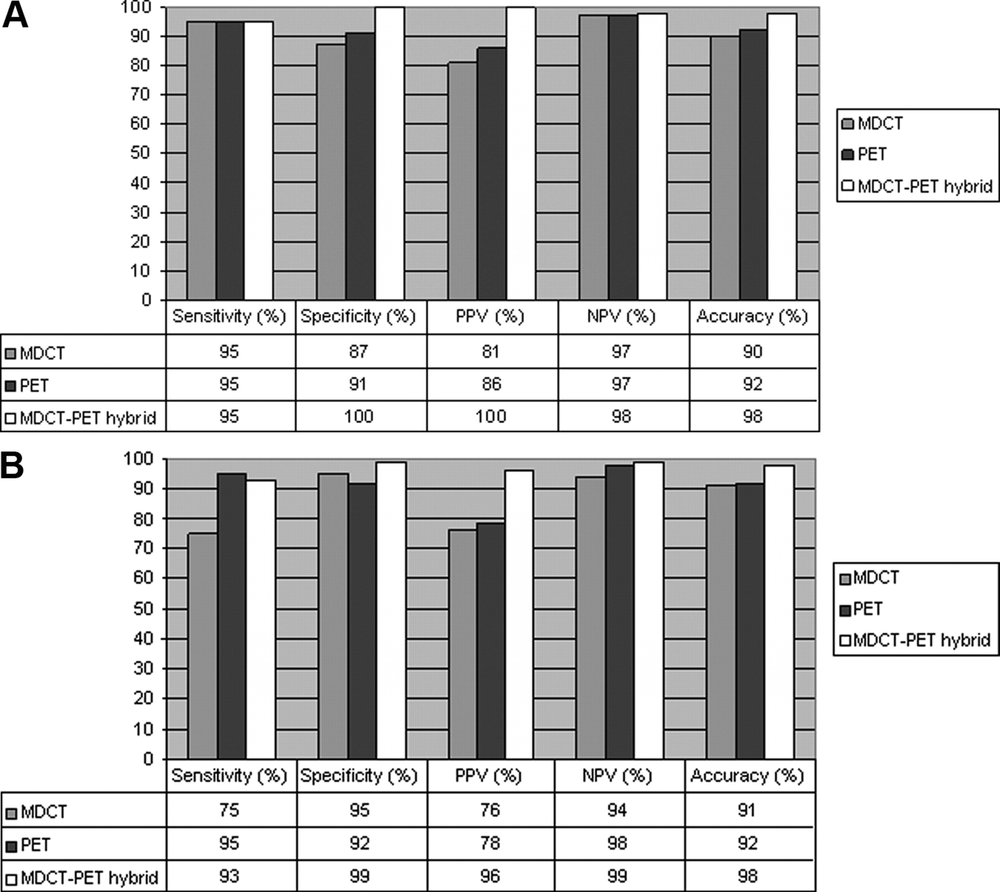 A
100
90
80
70
60
50
40
30
20
10
0
MDCT
PET
MDCT-PET hybrid
Sensitivity (%) Specificity (%) PPV (%) NPV (%) Accuracy (%)
MDCT 95 87 81 97 90
PET 95 91 86 97 92
MDCT-PET hybrid 95 100 100 98 98
B
100
90
80
70
60
50
40
30
20
10
0
MDCT
PET
MDCT-PET hybrid
Sensitivity (%) Specificity (%) PPV (%) NPV (%) Accuracy (%)
MDCT 75 95 76 94 91
PET 95 92 78 98 92
MDCT-PET hybrid 93 99 96 99 98